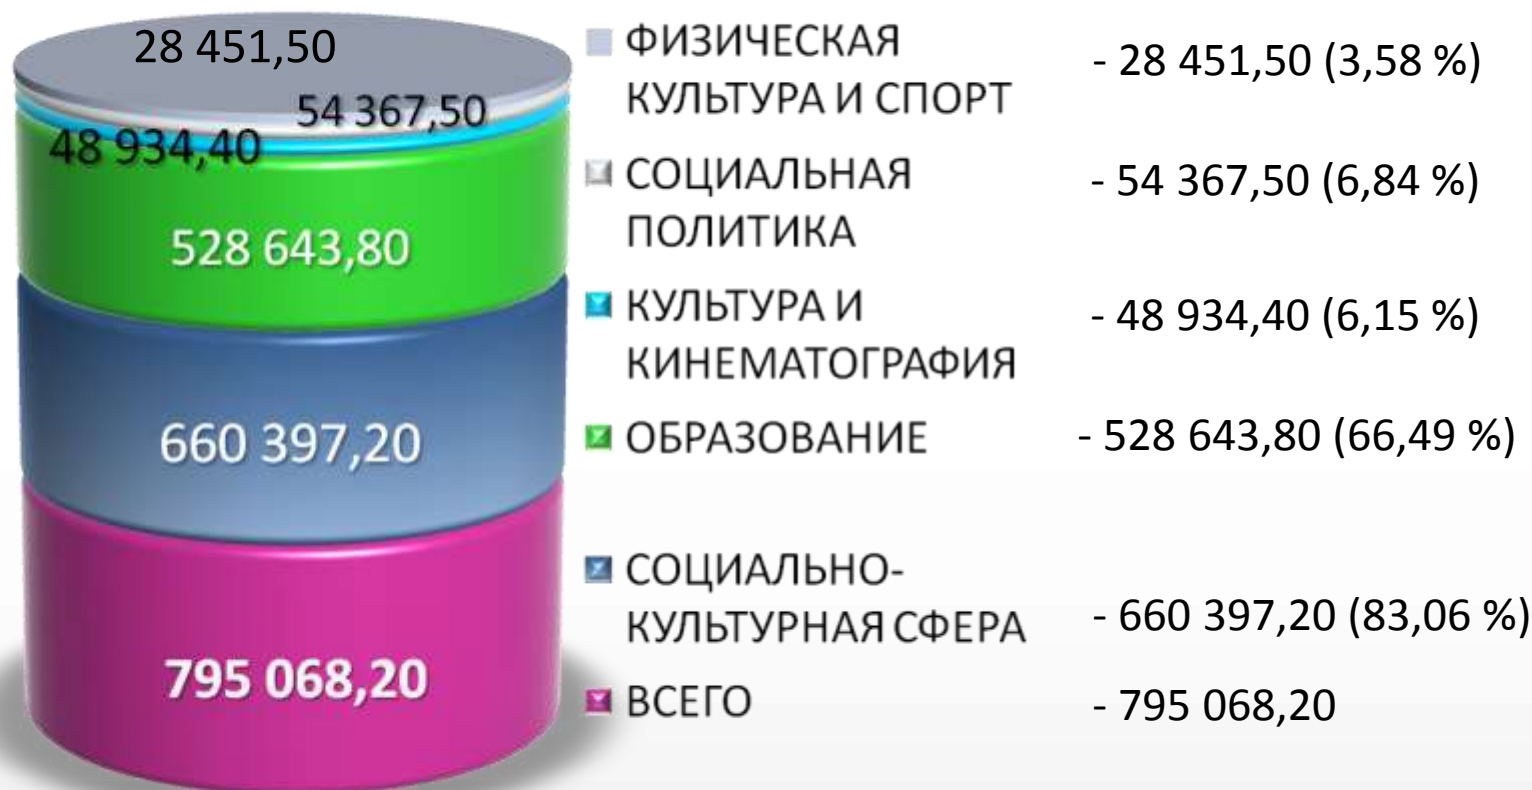 28 451,50
54 367,50
48 934,40
528 643,80
660 397,20
795 068,20
ФИЗИЧЕСКАЯ
КУЛЬТУРА И СПОРТ
- 28 451,50 (3,58 %)
СОЦИАЛЬНАЯ
ПОЛИТИКА
- 54 367,50 (6,84 %)
КУЛЬТУРА И
КИНЕМАТОГРАФИЯ
- 48 934,40 (6,15 %)
ОБРАЗОВАНИЕ
- 528 643,80 (66,49 %)
СОЦИАЛЬНО-
КУЛЬТУРНАЯ СФЕРА
- 660 397,20 (83,06 %)
ВСЕГО
- 795 068,20